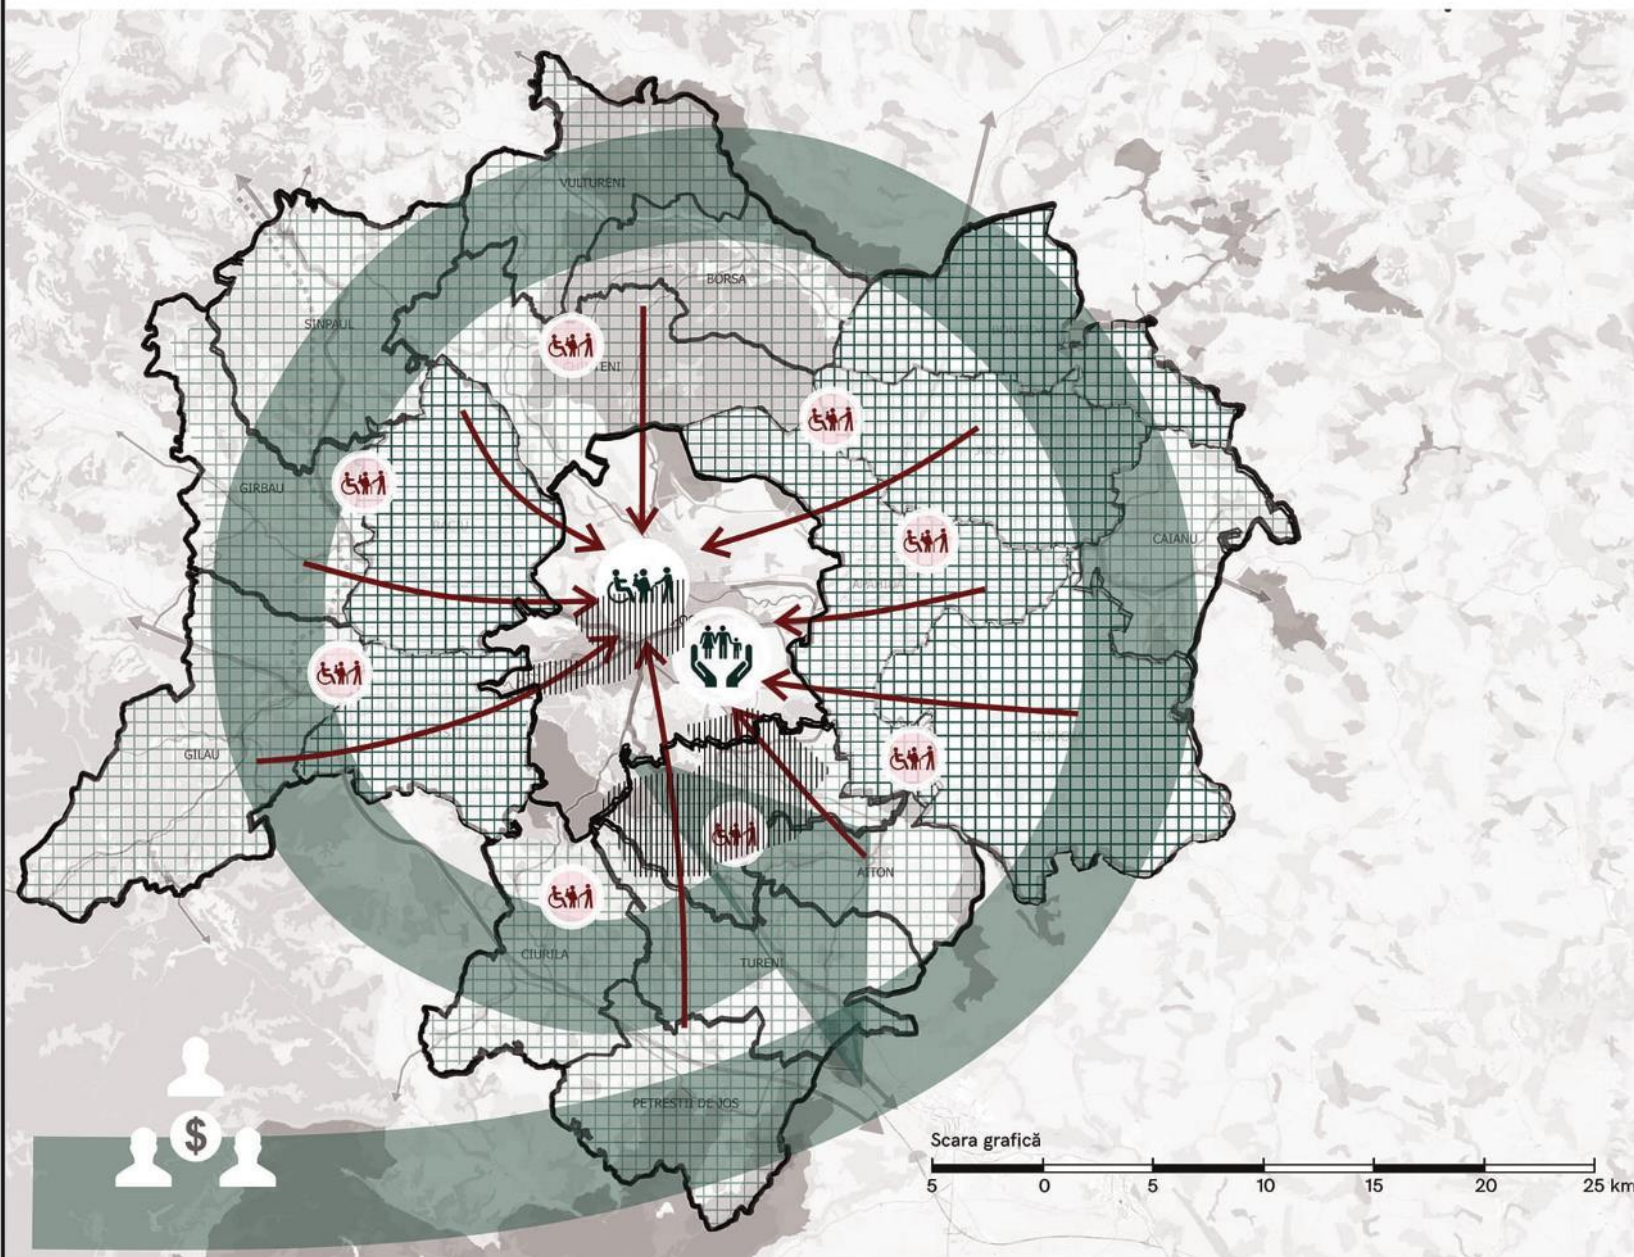 VULTURENI
BORSA
SINPAUL
GIRBAU
CAIANU
GILAU
AITON
CIURILA
TURENI
PETRESTII DE JOS
$
Scara grafică
5 0 5 10 15 20 25 km